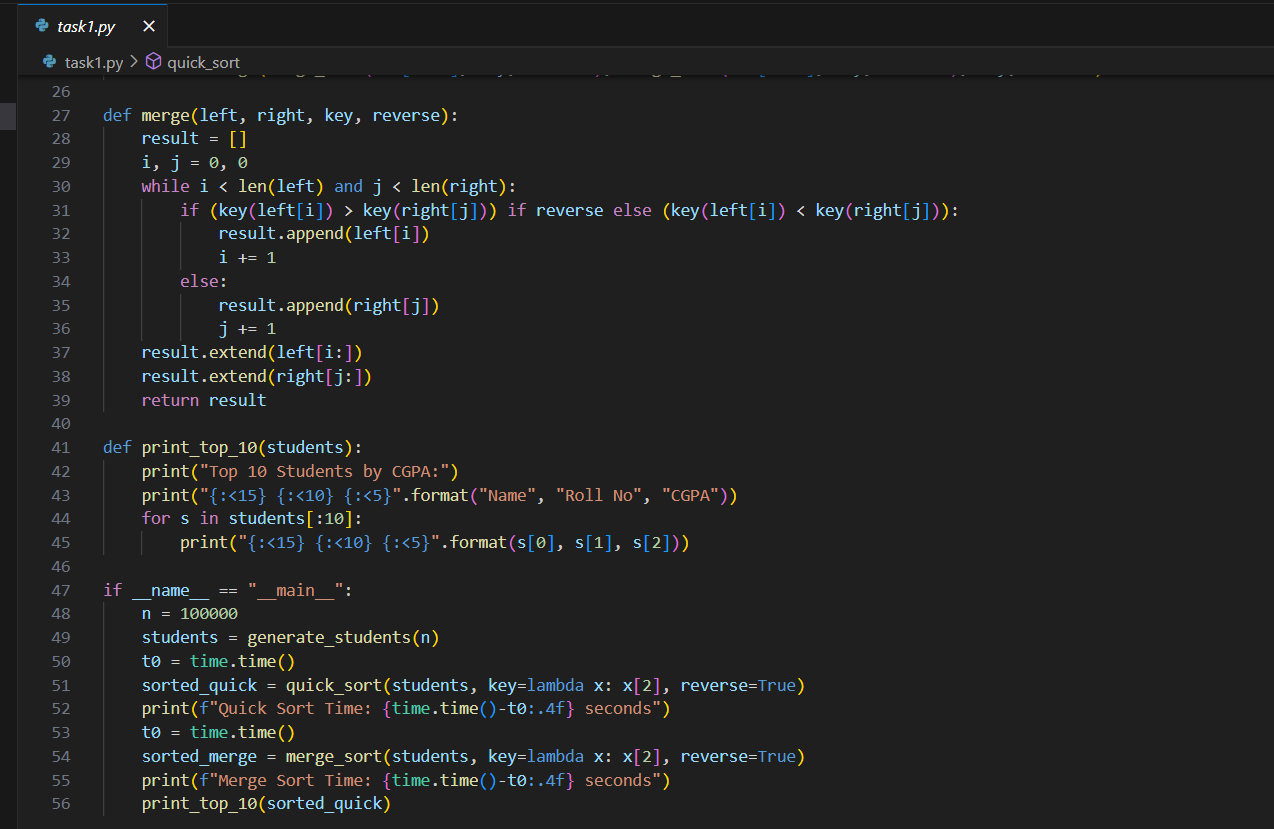 task1.py
task1.py > quick_sort
26
27 def merge(left, right, key, reverse):
28     result = []
29     i, j = 0, 0
30     while i < len(left) and j < len(right):
31         if (key(left[i]) > key(right[j])) if reverse else (key(left[i]) < key(right[j])):
32             result.append(left[i])
33             i += 1
34         else:
35             result.append(right[j])
36             j += 1
37     result.extend(left[i:])
38     result.extend(right[j:])
39     return result
40
41 def print_top_10(students):
42     print("Top 10 Students by CGPA:")
43     print("{:<15} {:<10} {:<5}".format("Name", "Roll No", "CGPA"))
44     for s in students[:10]:
45         print("{:<15} {:<10} {:<5}".format(s[0], s[1], s[2]))
46
47 if __name__ == "__main__":
48     n = 100000
49     students = generate_students(n)
50     t0 = time.time()
51     sorted_quick = quick_sort(students, key=lambda x: x[2], reverse=True)
52     print(f"Quick Sort Time: {time.time()-t0:.4f} seconds")
53     t0 = time.time()
54     sorted_merge = merge_sort(students, key=lambda x: x[2], reverse=True)
55     print(f"Merge Sort Time: {time.time()-t0:.4f} seconds")
56     print_top_10(sorted_quick)